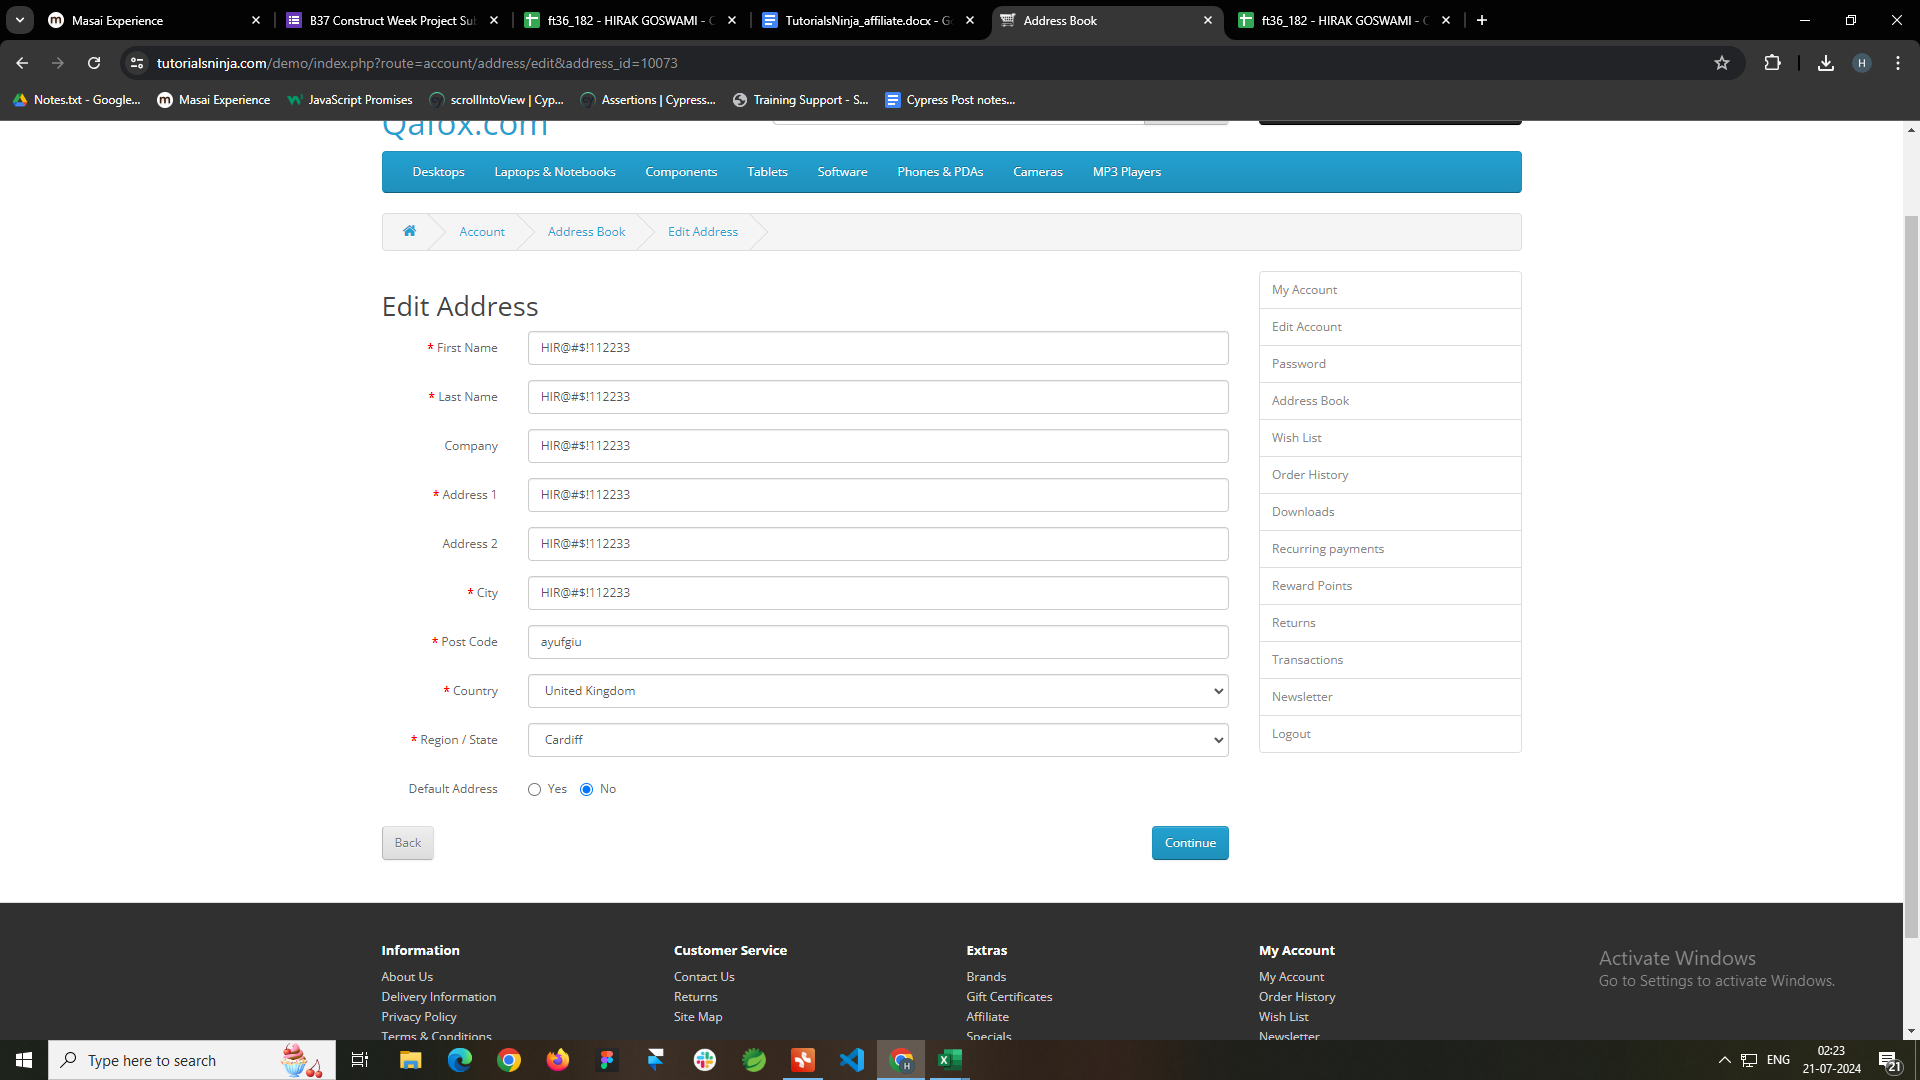 Masai Experience
B37 Construct Week Project Su
ft36_182 - HIRAK GOSWAMI -
TutorialsNinja_affiliate.docx - G
Address Book
ft36_182 - HIRAK GOSWAMI -
tutorialsninja.com/demo/index.php?route=account/address/edit&address_id=10073
H
Notes.txt - Google...
Masai Experience
JavaScript Promises
scrollIntoView | Cyp...
Assertions | Cypress...
Training Support - S...
Cypress Post notes...
Qafox.com
Desktops
Laptops & Notebooks
Components
Tablets
Software
Phones & PDAs
Cameras
MP3 Players
Account
Address Book
Edit Address
Edit Address
* First Name
HIR@#$!112233
* Last Name
HIR@#$!112233
Company
HIR@#$!112233
* Address 1
HIR@#$!112233
Address 2
HIR@#$!112233
* City
HIR@#$!112233
* Post Code
ayufgiu
* Country
United Kingdom
* Region / State
Cardiff
Default Address
Yes
No
Back
Continue
My Account
Edit Account
Password
Address Book
Wish List
Order History
Downloads
Recurring payments
Reward Points
Returns
Transactions
Newsletter
Logout
Information
About Us
Delivery Information
Privacy Policy
Terms & Conditions
Customer Service
Contact Us
Returns
Site Map
Extras
Brands
Gift Certificates
Affiliate
Specials
My Account
My Account
Order History
Wish List
Newsletter
Activate Windows
Go to Settings to activate Windows.
Type here to search
ENG
02:23
21-07-2024
21